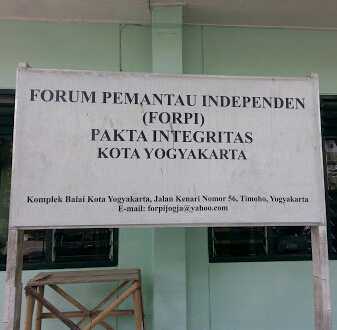 FORUM PEMANTAU INDEPENDEN
(FORPI)
PAKTA INTEGRITAS
KOTA YOGYAKARTA
Komplek Balai Kota Yogyakarta, Jalan Kenari Nomor 56, Timoho, Yogyakarta
E-mail: forpijogja@yahoo.com